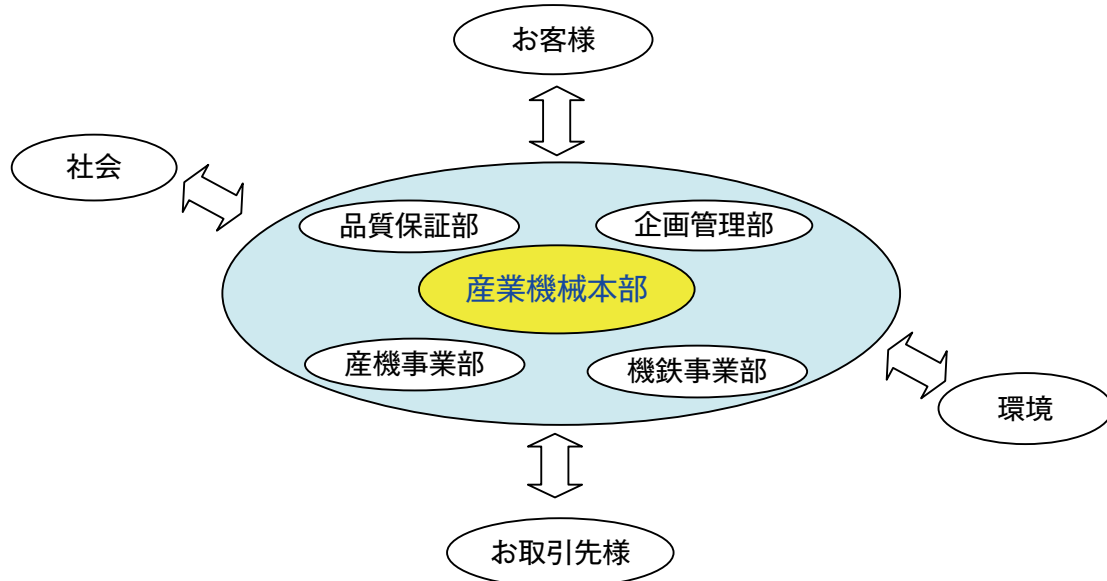 お客様
社会
品質保証部
企画管理部
産業機械本部
産機事業部
機鉄事業部
環境
お取引先様